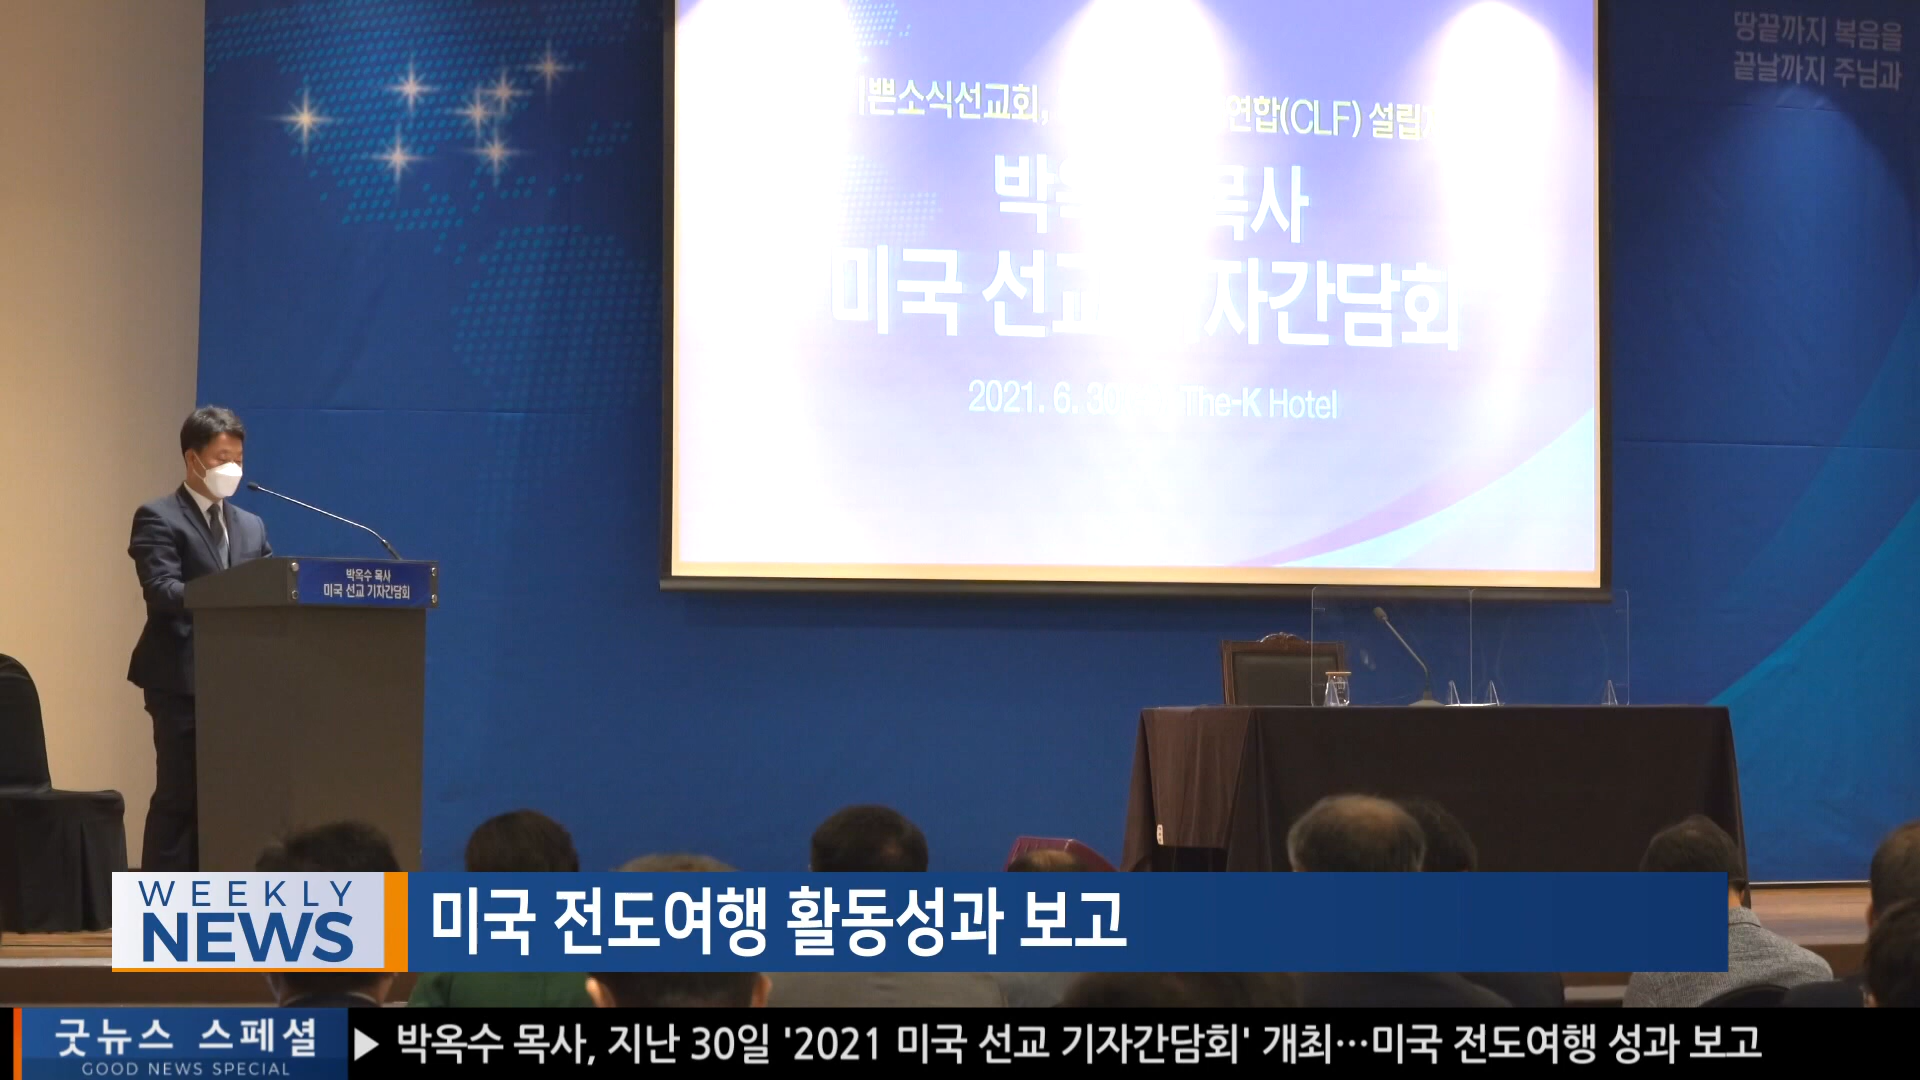 땅끝까지 복음을
끝날까지 주님과
쁜소식선교회,
연합(CLF) 설립
박 목사
미국 선교 자간담회
2021. 6. 30 The-K Hotel
박옥수 목사
미국 선교 기자간담회
WEEKLY
NEWS
미국 전도여행 활동성과 보고
굿뉴스 스페셜
GOOD NEWS SPECIAL
▶ 박옥수 목사, 지난 30일 '2021 미국 선교 기자간담회' 개최…미국 전도여행 성과 보고